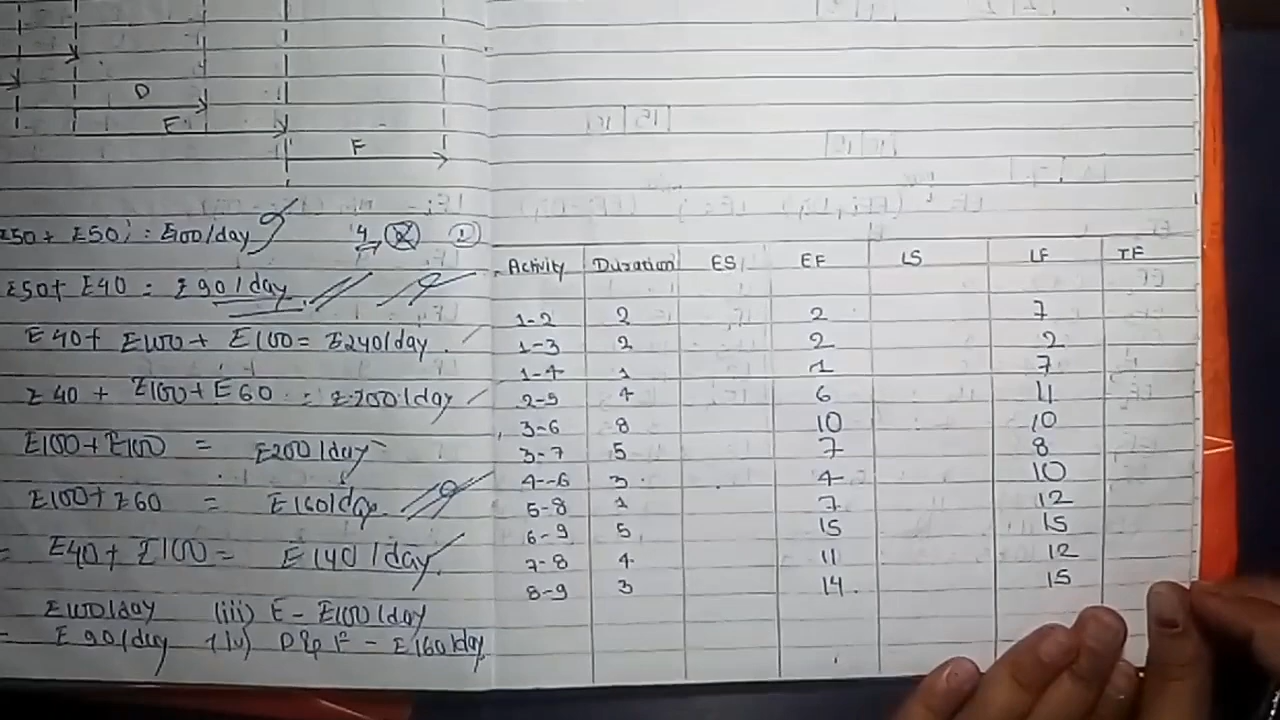 D
E
F
£50 + £50 = £100/day
£50 + £40 = £90/day
£40 + £100 + £100 = £240/day
£40 + £100 + £60 = £200/day
£100 + £100 = £200/day
£100 + £60 = £160/day
= £40 + £100 = £140/day
£100/day (iii) E - £100/day
= £90/day (iv) D & F - £160/day
Activity Duration ES EF LS LF TF
1-2 2 2 7
1-3 2 2 2
1-4 1 1 7
2-5 4 6 11
3-6 8 10 10
3-7 5 7 8
4-6 3 4 10
5-8 1 7 12
6-9 5 15 15
7-8 4 11 12
8-9 3 14 15